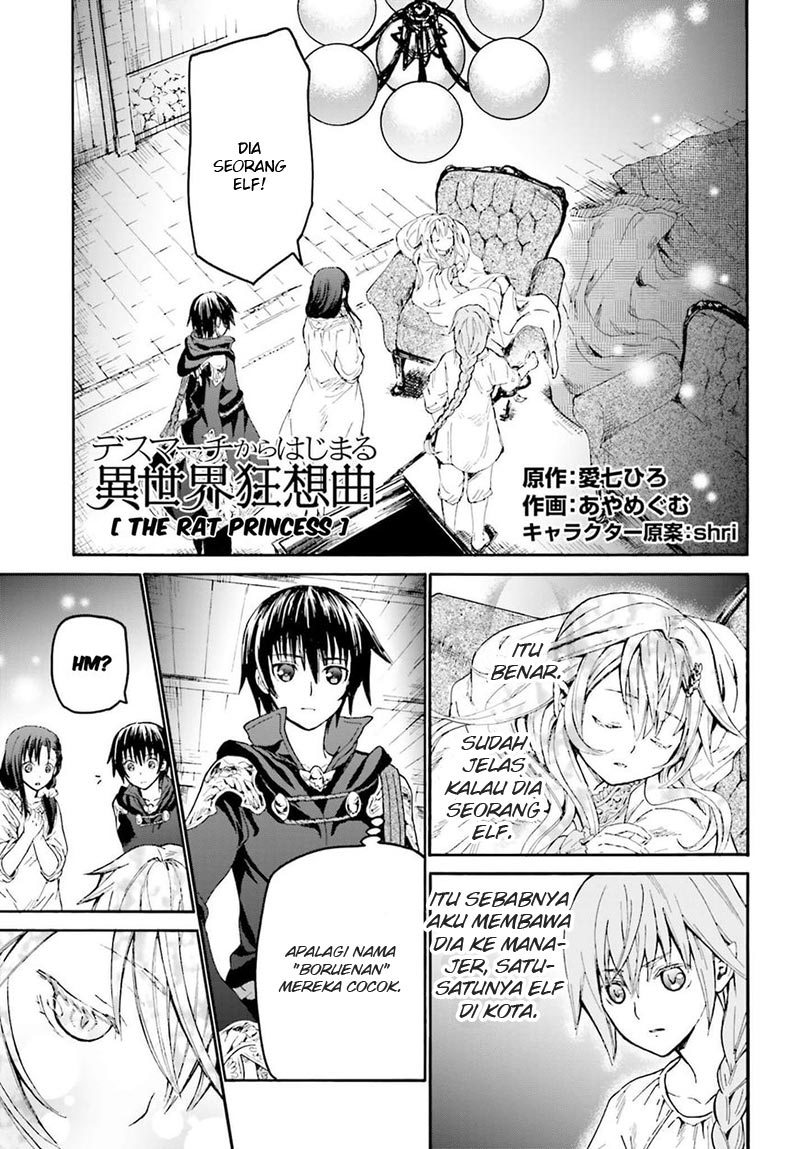 DIA
SEORANG
ELF!
デスマーチからはじまる
異世界狂想曲
[ THE RAT PRINCESS ]
原作：愛七ひろ
作画：あやめぐむ
キャラクター原案：shri
ITU
BENAR.
SUDAH
JELAS
KALAU DIA
SEORANG
ELF.
ITU SEBABNYA
AKU MEMBAWA
DIA KE MANA-
JER, SATU-
SATUNYA ELF
DI KOTA.
APALAGI NAMA
"BORUENAN"
MEREKA COCOK.
HM?